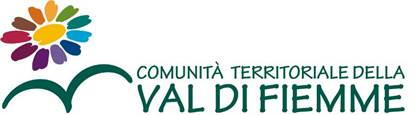 COMUNITÀ TERRITORIALE DELLA
VAL DI FIEMME